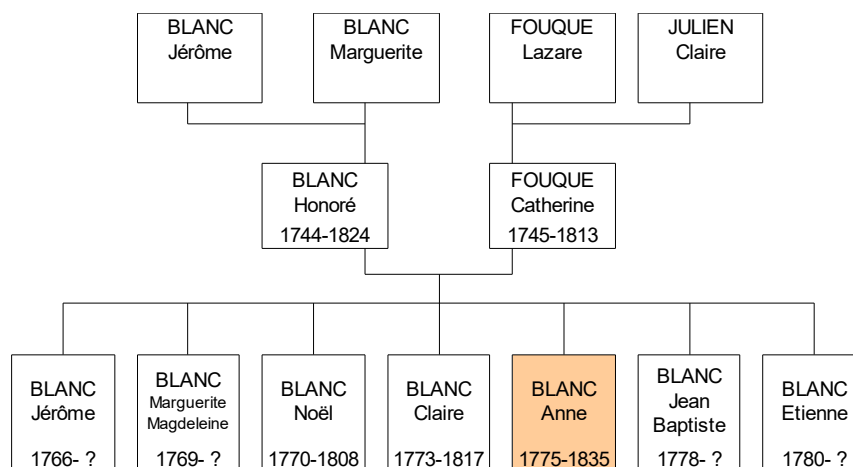 BLANC
Jérôme
BLANC
Marguerite
FOUQUE
Lazare
JULIEN
Claire
BLANC
Honoré
1744-1824
FOUQUE
Catherine
1745-1813
BLANC
Jérôme
1766- ?
BLANC
Marguerite
Magdeleine
1769- ?
BLANC
Noël
1770-1808
BLANC
Claire
1773-1817
BLANC
Anne
1775-1835
BLANC
Jean
Baptiste
1778- ?
BLANC
Etienne
1780- ?